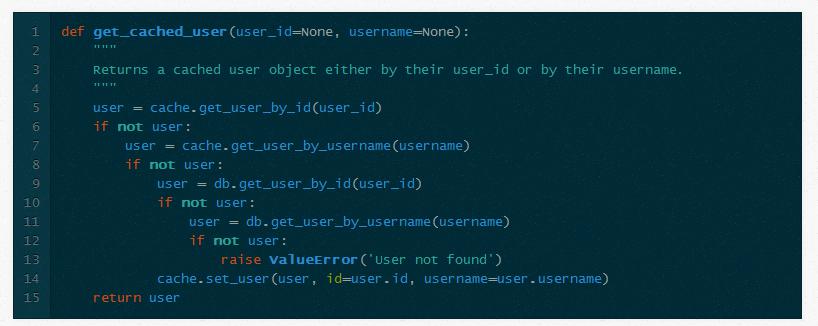 1 def get_cached_user(user_id=None, username=None):
2     """
3     Returns a cached user object either by their user_id or by their username.
4     """
5     user = cache.get_user_by_id(user_id)
6     if not user:
7         user = cache.get_user_by_username(username)
8         if not user:
9             user = db.get_user_by_id(user_id)
10             if not user:
11                 user = db.get_user_by_username(username)
12                 if not user:
13                     raise ValueError('User not found')
14             cache.set_user(user, id=user.id, username=user.username)
15     return user